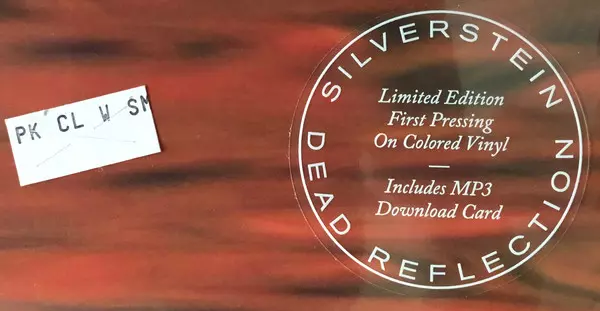 PK CL W SM
SILVERSTEIN
Limited Edition
First Pressing
On Colored Vinyl
—
Includes MP3
Download Card
DEAD REFLECTION